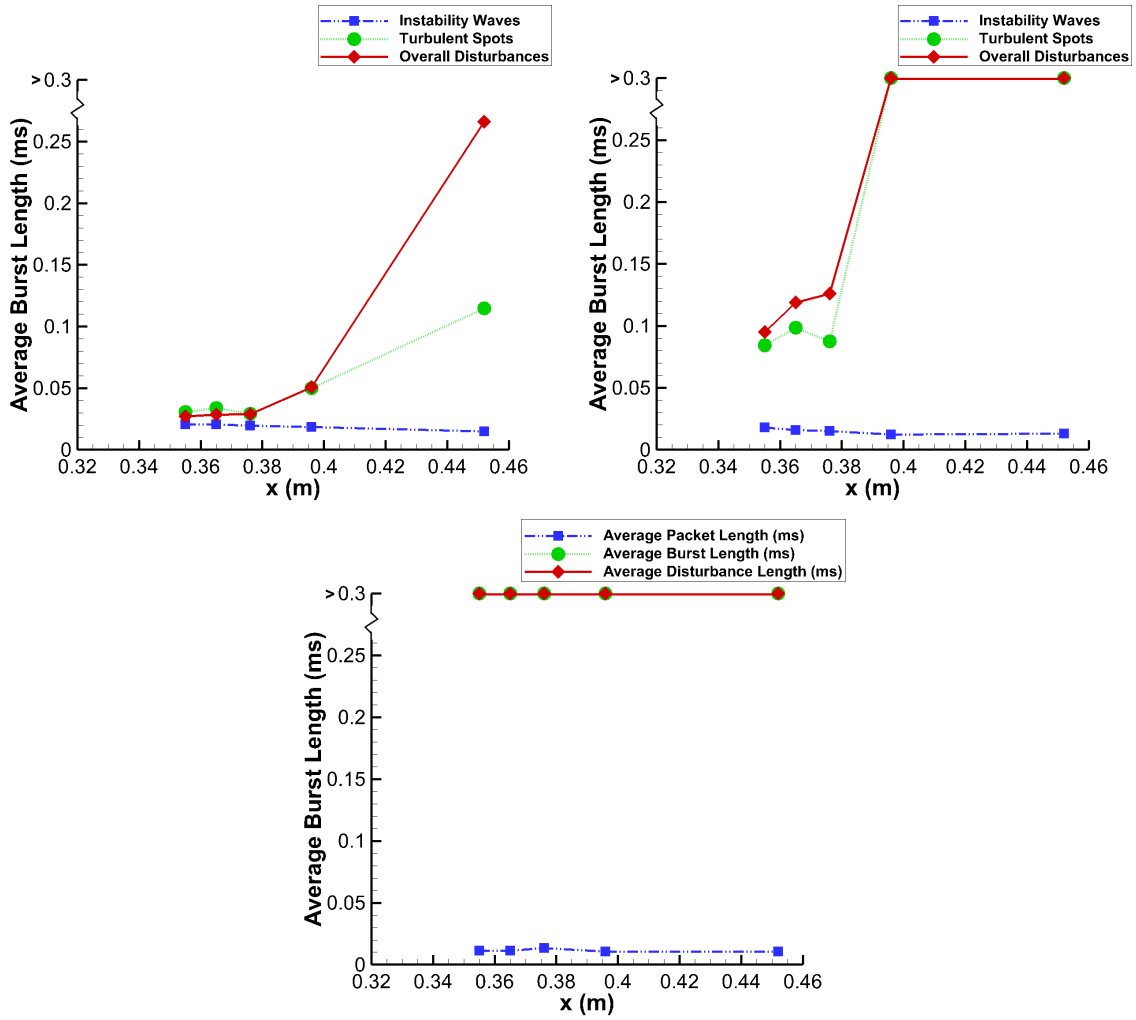 Instability Waves
Turbulent Spots
Overall Disturbances
>0.3
0.25
0.2
0.15
0.1
0.05
0
Average Burst Length (ms)
0.32 0.34 0.36 0.38 0.4 0.42 0.44 0.46
x (m)
Instability Waves
Turbulent Spots
Overall Disturbances
>0.3
0.25
0.2
0.15
0.1
0.05
0
Average Burst Length (ms)
0.32 0.34 0.36 0.38 0.4 0.42 0.44 0.46
x (m)
Average Packet Length (ms)
Average Burst Length (ms)
Average Disturbance Length (ms)
>0.3
0.25
0.2
0.15
0.1
0.05
0
Average Burst Length (ms)
0.32 0.34 0.36 0.38 0.4 0.42 0.44 0.46
x (m)